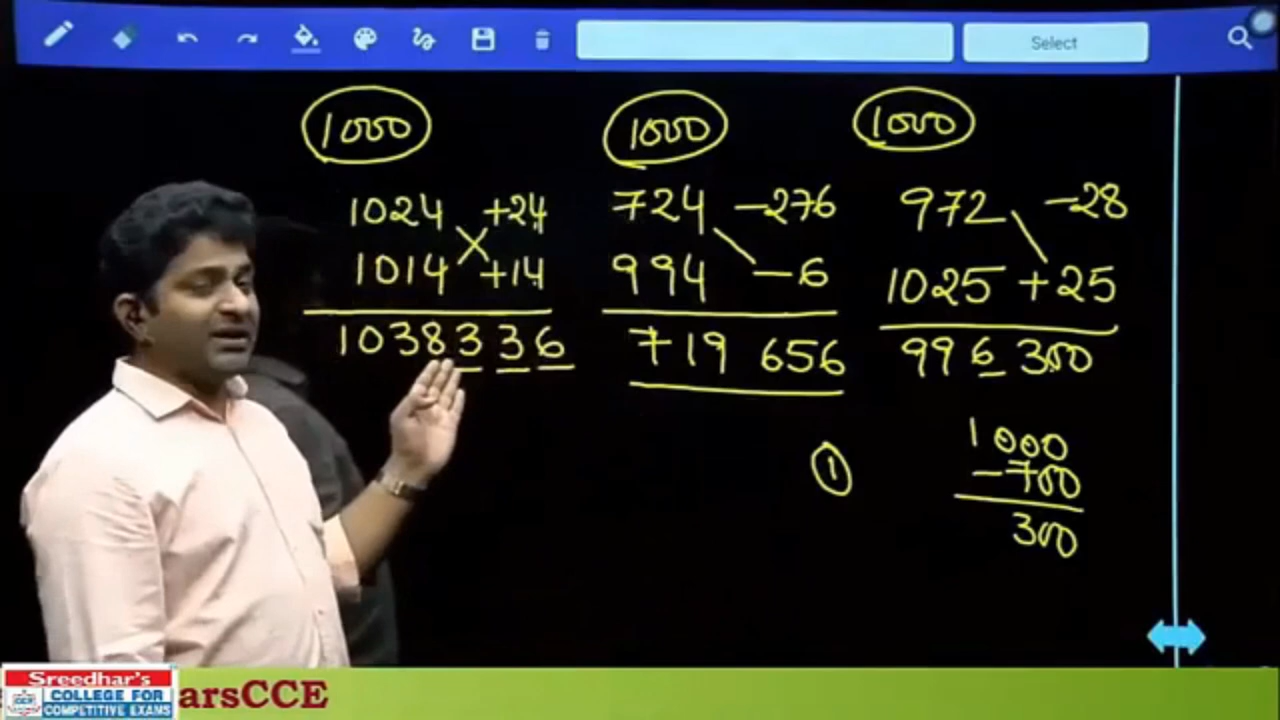 Select
1000 1000 1000
1024 +24 724 -276 972 -28
1014 +14 994 -6 1025 +25
1038336 719 656 996 300
1 1000
-700
300
Sreedhar's
COLLEGE FOR
COMPETITIVE EXAMS
arsCCE